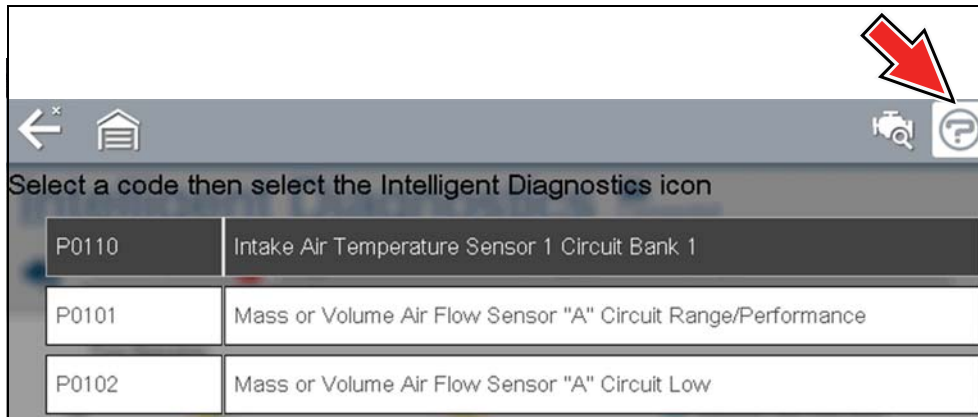 Select a code then select the Intelligent Diagnostics icon
P0110 Intake Air Temperature Sensor 1 Circuit Bank 1
P0101 Mass or Volume Air Flow Sensor "A" Circuit Range/Performance
P0102 Mass or Volume Air Flow Sensor "A" Circuit Low